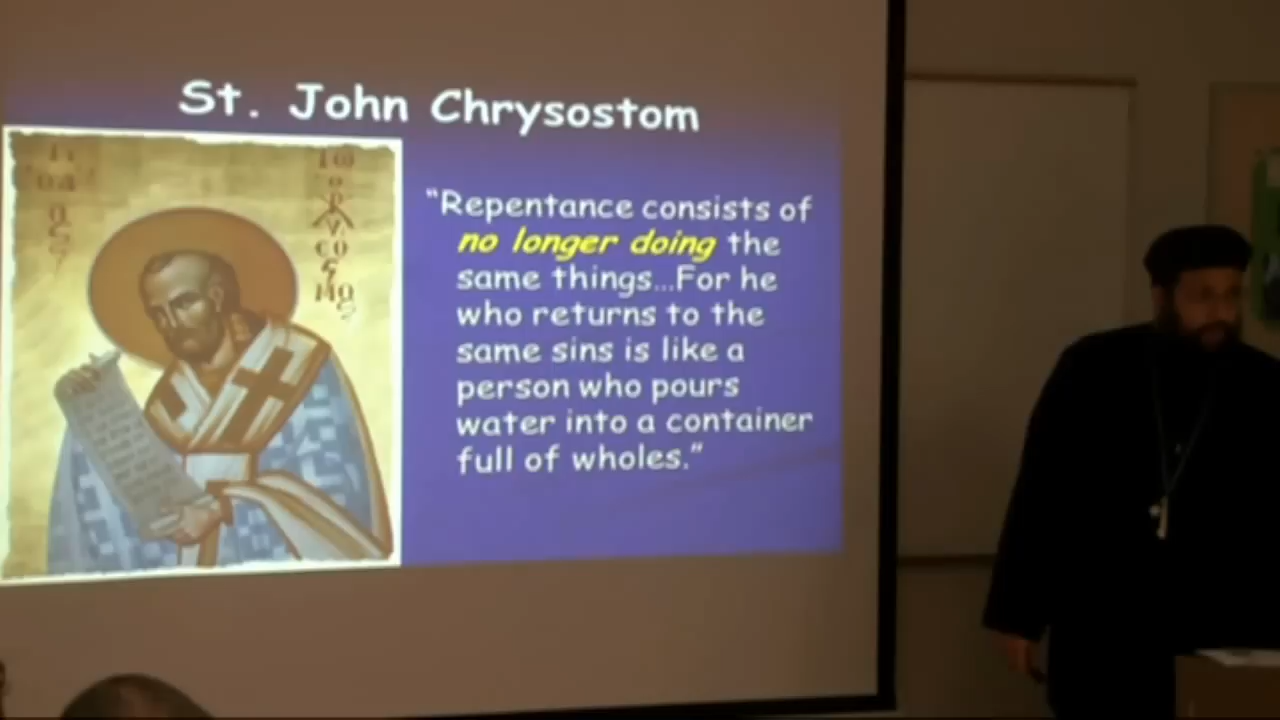 St. John Chrysostom
“Repentance consists of
no longer doing the
same things...For he
who returns to the
same sins is like a
person who pours
water into a container
full of wholes.”